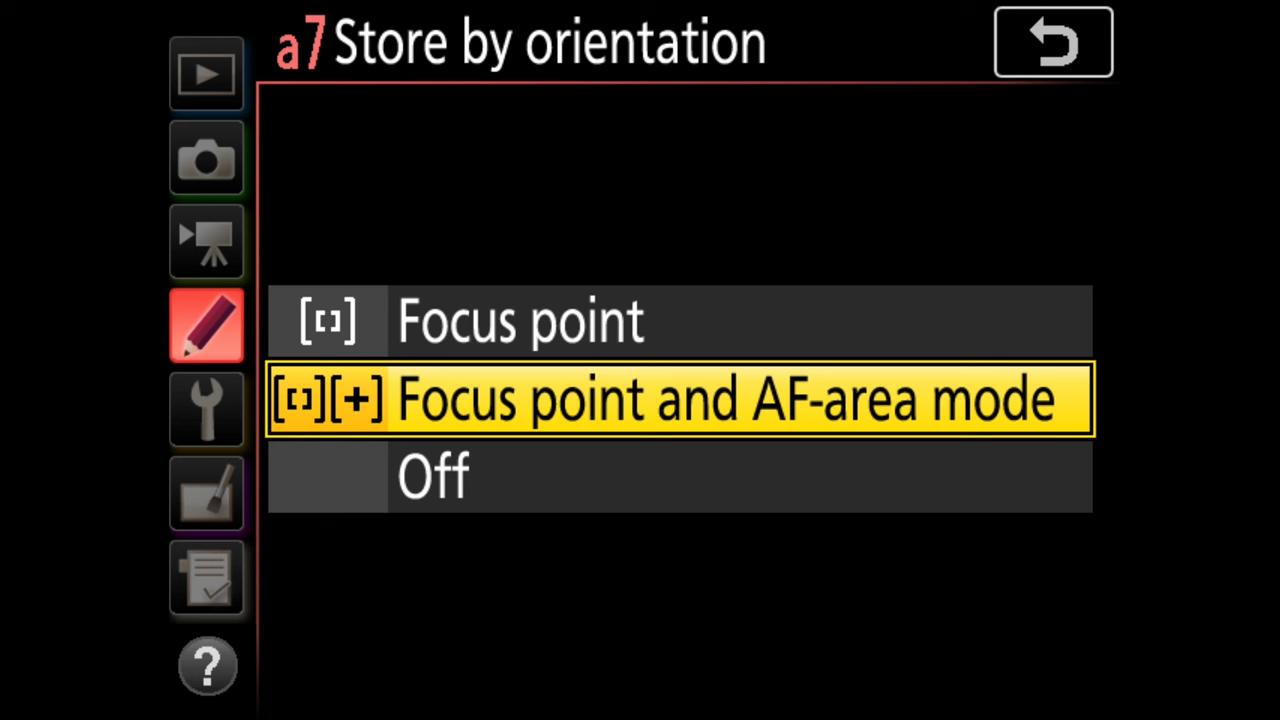 a7 Store by orientation
Focus point
Focus point and AF-area mode
Off
?